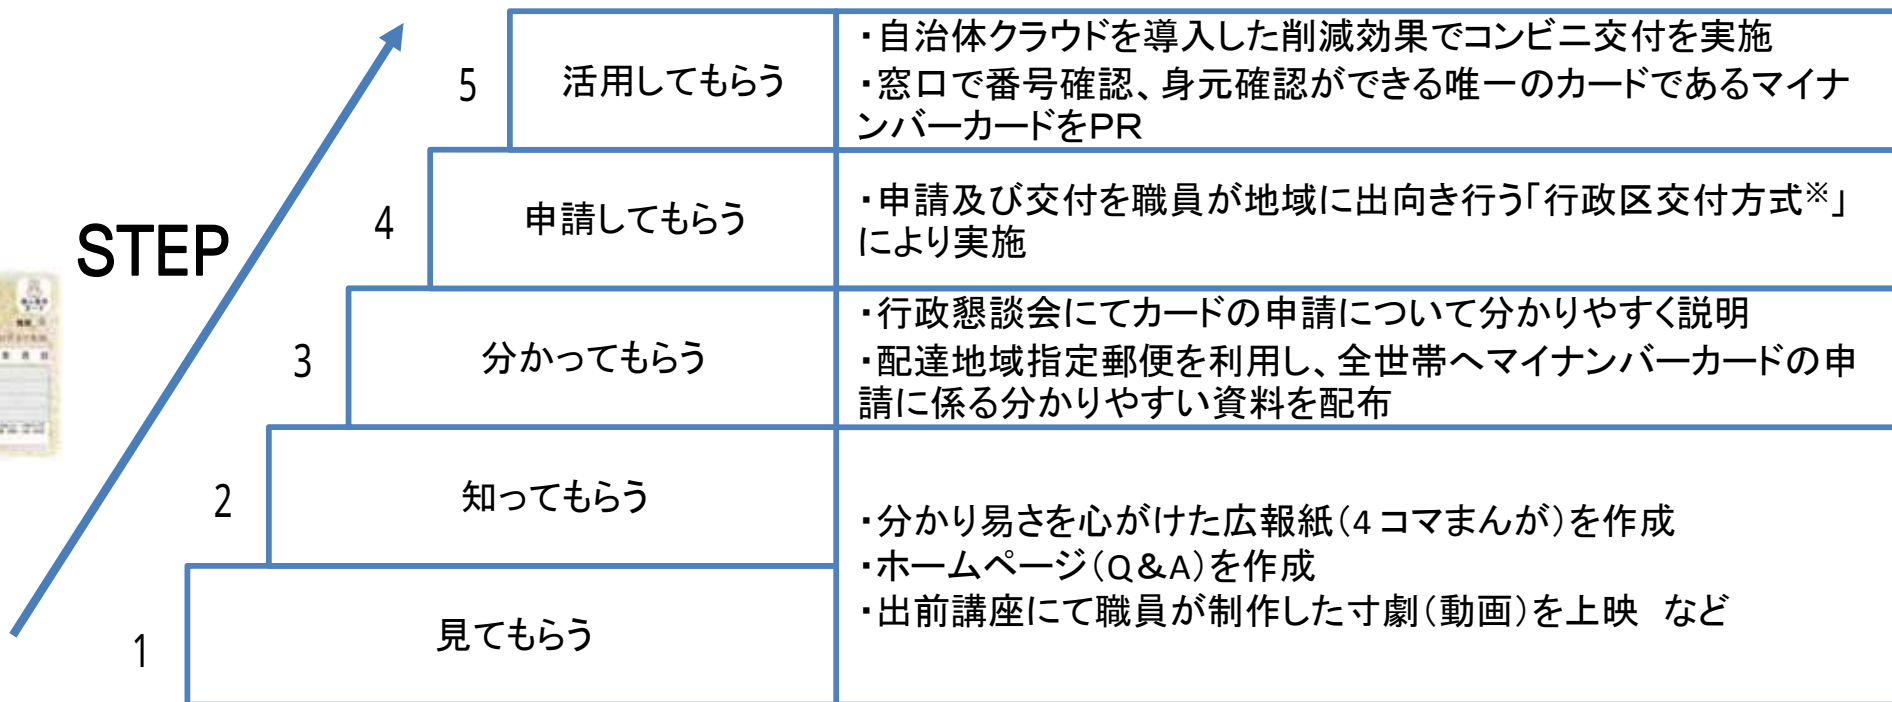 STEP
5
活用してもらう
・自治体クラウドを導入した削減効果でコンビニ交付を実施
・窓口で番号確認、身元確認ができる唯一のカードであるマイナ
ンバーカードをPR
4
申請してもらう
・申請及び交付を職員が地域に出向き行う「行政区交付方式※」
により実施
3
分かってもらう
・行政懇談会にてカードの申請について分かりやすく説明
・配達地域指定郵便を利用し、全世帯へマイナンバーカードの申
請に係る分かりやすい資料を配布
2
知ってもらう
1
見てもらう
・分かり易さを心がけた広報紙(4コマまんが)を作成
・ホームページ(Q&A)を作成
・出前講座にて職員が制作した寸劇(動画)を上映　など